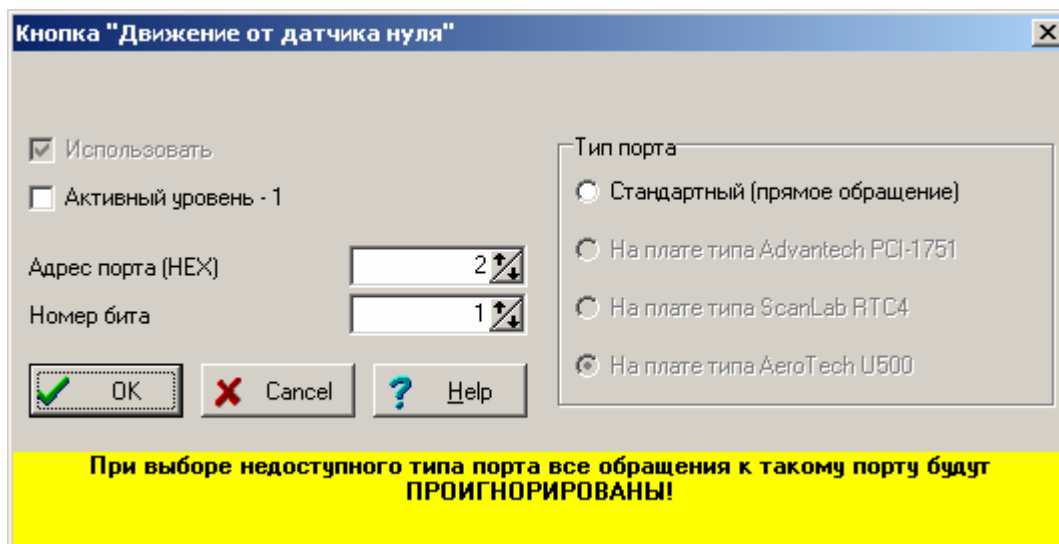 Кнопка "Движение от датчика нуля"
Использовать
Активный уровень - 1
Адрес порта (HEX)
2
Номер бита
1
OK
Cancel
Help
Тип порта
Стандартный (прямое обращение)
На плате типа Advantech PCI-1751
На плате типа ScanLab RTC4
На плате типа AeroTech U500
При выборе недоступного типа порта все обращения к такому порту будут
ПРОИГНОРИРОВАНЫ!